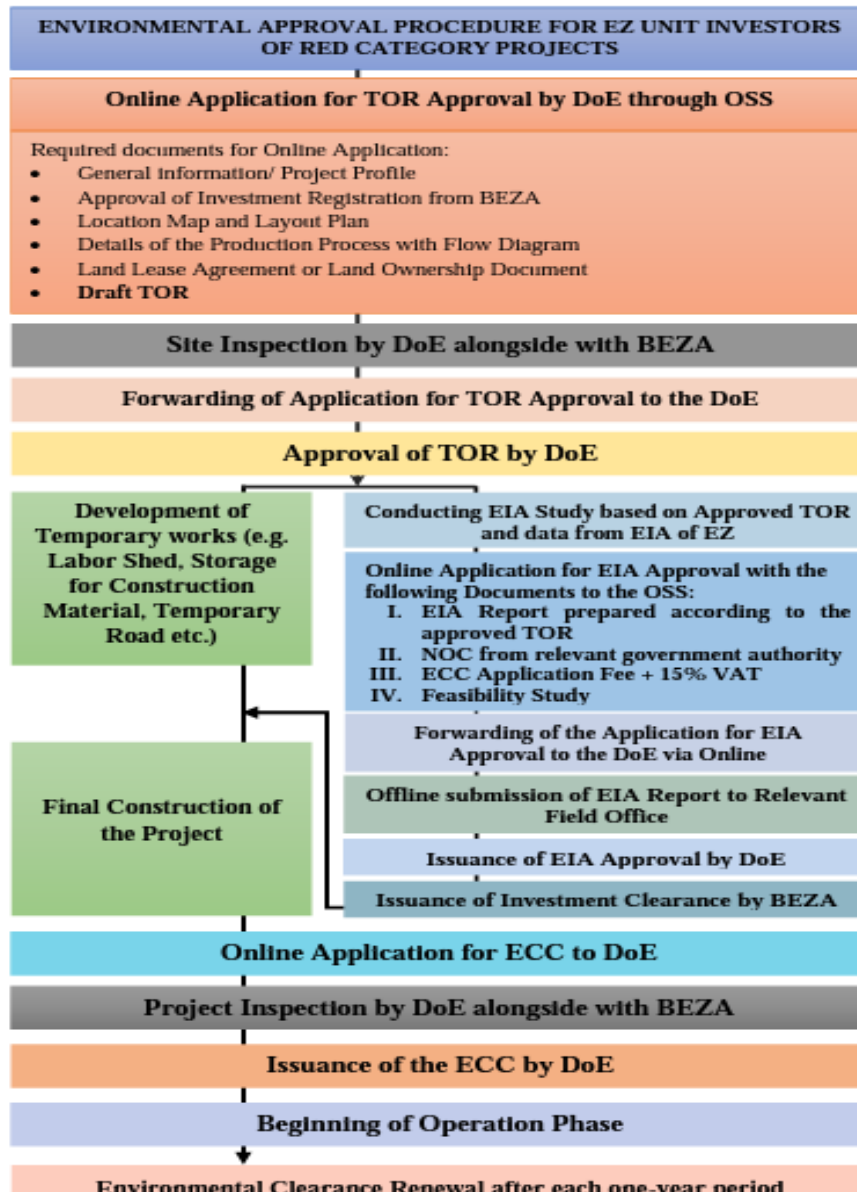 ENVIRONMENTAL APPROVAL PROCEDURE FOR EZ UNIT INVESTORS
OF RED CATEGORY PROJECTS
Online Application for TOR Approval by DoE through OSS
Required documents for Online Application:
• General information/ Project Profile
• Approval of Investment Registration from BEZA
• Location Map and Layout Plan
• Details of the Production Process with Flow Diagram
• Land Lease Agreement or Land Ownership Document
• Draft TOR
Site Inspection by DoE alongside with BEZA
Forwarding of Application for TOR Approval to the DoE
Approval of TOR by DoE
Development of
Temporary works (e.g.
Labor Shed, Storage
for Construction
Material, Temporary
Road etc.)
Conducting EIA Study based on Approved TOR
and data from EIA of EZ
Online Application for EIA Approval with the
following Documents to the OSS:
I. EIA Report prepared according to the
approved TOR
II. NOC from relevant government authority
III. ECC Application Fee + 15% VAT
IV. Feasibility Study
Forwarding of the Application for EIA
Approval to the DoE via Online
Offline submission of EIA Report to Relevant
Field Office
Issuance of EIA Approval by DoE
Issuance of Investment Clearance by BEZA
Final Construction of
the Project
Online Application for ECC to DoE
Project Inspection by DoE alongside with BEZA
Issuance of the ECC by DoE
Beginning of Operation Phase
Environmental Clearance Renewal after each one-year period